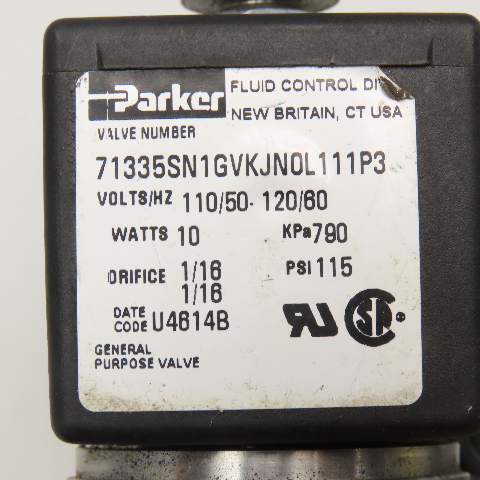 Parker FLUID CONTROL DI
NEW BRITAIN, CT USA
VALVE NUMBER
71335SN1GVKJN0L111P3
VOLTS/HZ 110/50- 120/60
WATTS 10 KPa 790
ORIFICE 1/16 PSI 115
1/16
DATE CODE U4614B
GENERAL
PURPOSE VALVE